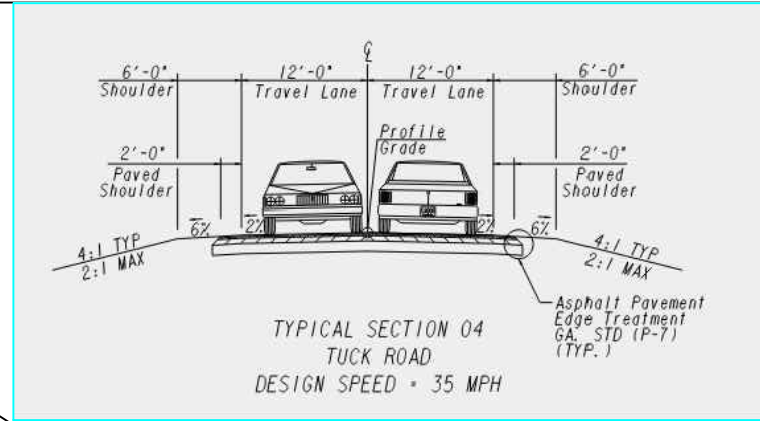 ℄
6'-0"
Shoulder
12'-0"
Travel Lane
12'-0"
Travel Lane
6'-0"
Shoulder
Profile
Grade
2'-0"
Paved
Shoulder
2'-0"
Paved
Shoulder
6%
2%
2%
6%
4:1 TYP
2:1 MAX
4:1 TYP
2:1 MAX
Asphalt Pavement
Edge Treatment
GA. STD (P-7)
(TYP.)
TYPICAL SECTION 04
TUCK ROAD
DESIGN SPEED = 35 MPH